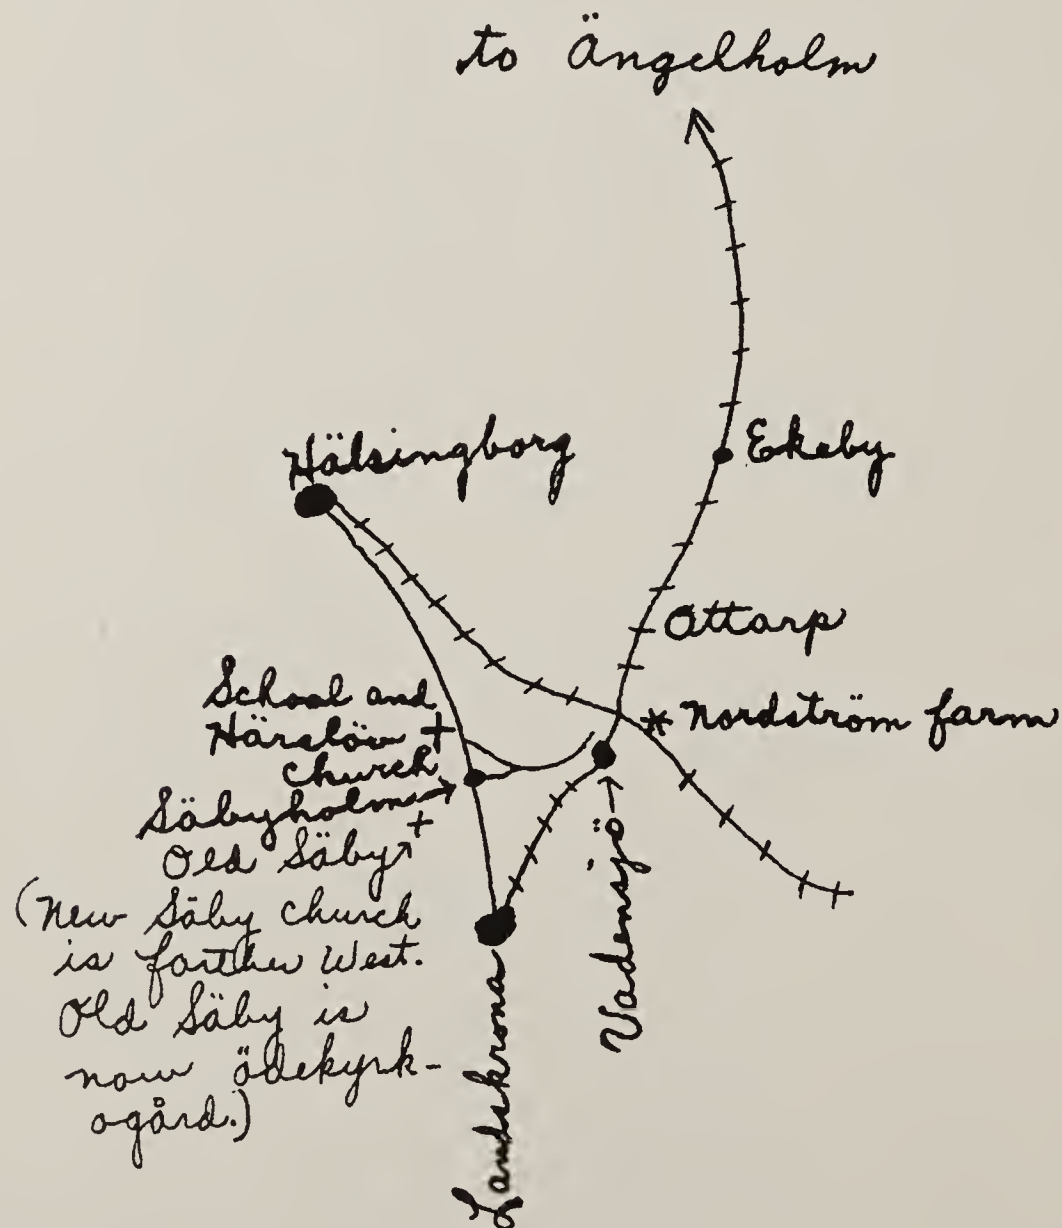 to Ängelholm
Ekeby
Hälsingborg
Ottarp
School and
Härslöv
church
Nordström farm
Säbyholm
Old Säby
(New Säby church
is farther West.
Old Säby is
now ödekyrk-
ogård.)
Vadensjö
Landskrona